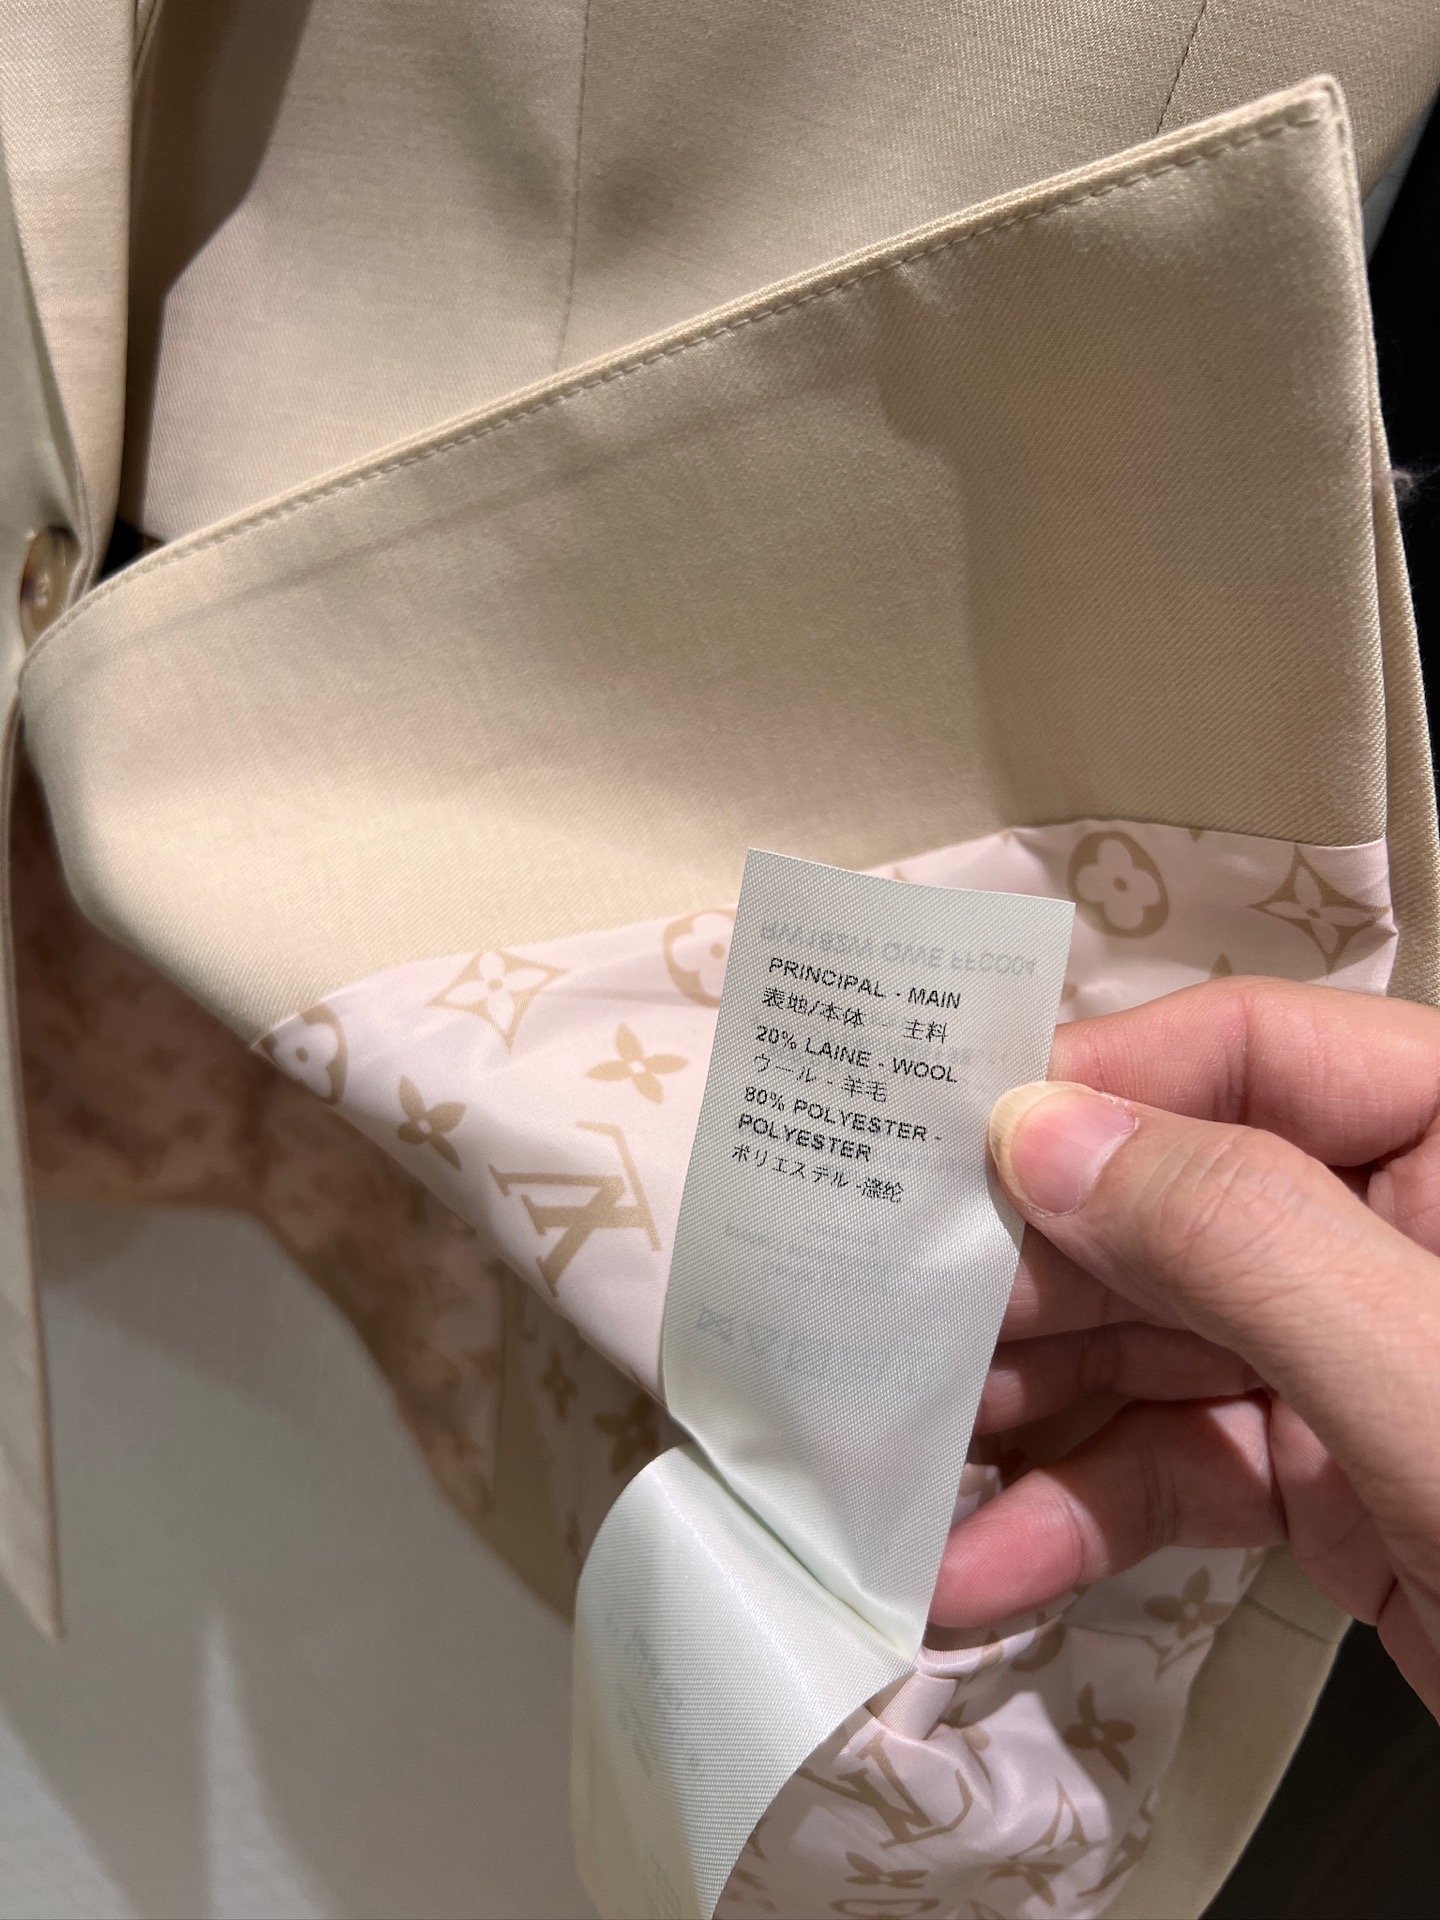 PRINCIPAL - MAIN
表地/本体 - 主料
20% LAINE - WOOL
ウール - 羊毛
80% POLYESTER -
POLYESTER
ポリエステル -涤纶